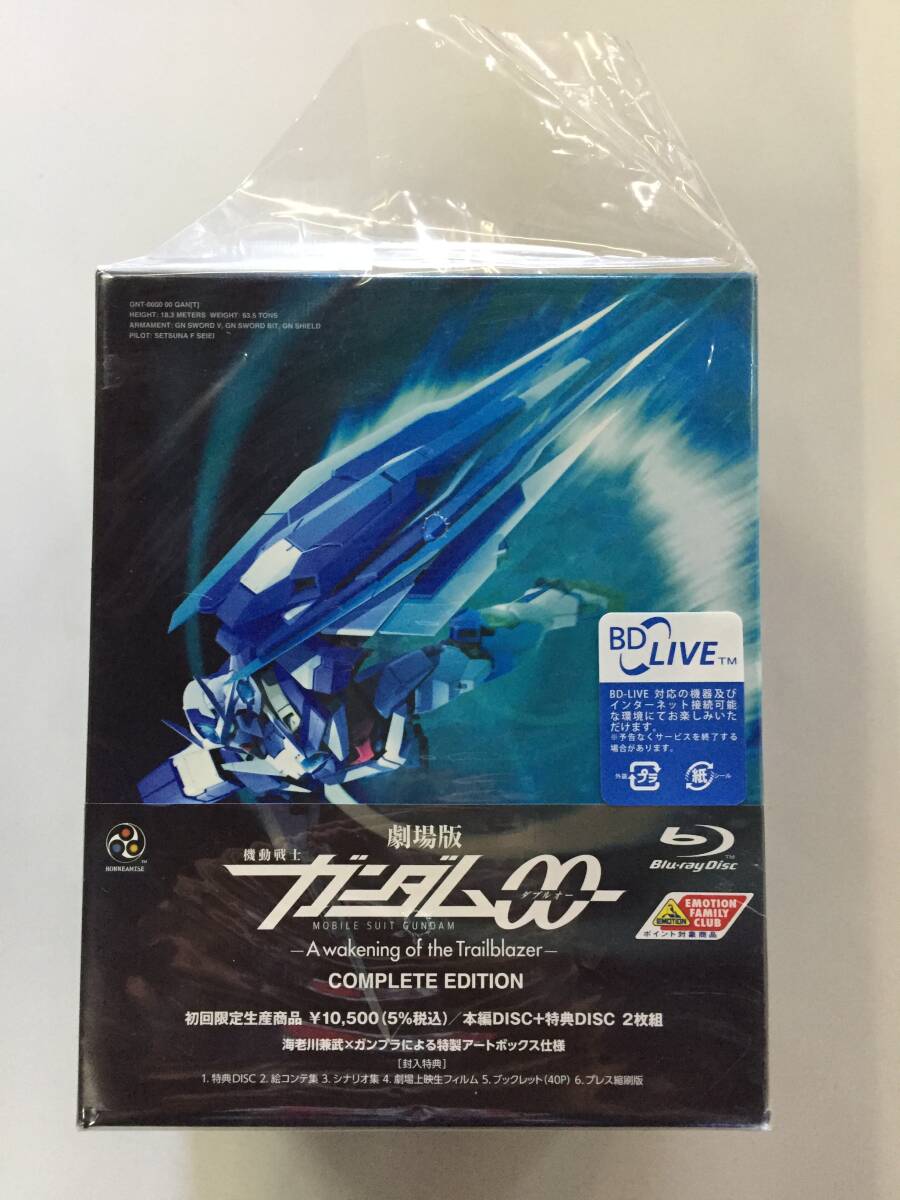 GNT-0000 00 QAN[T]
HEIGHT: 18.3 METERS WEIGHT: 63.5 TONS
ARMAMENT: GN SWORD V, GN SWORD BIT, GN SHIELD
PILOT: SETSUNA F SEIEI
BD LIVE™
BD-LIVE 対応の機器及び
インターネット接続可能
な環境にてお楽しみいた
だけます。
※予告なくサービスを終了する
場合があります。
外装 プラ 紙 シール
HONNEAMISE™
劇場版
機動戦士
ガンダム00
ダブルオー
MOBILE SUIT GUNDAM
—A wakening of the Trailblazer—
COMPLETE EDITION
Blu-ray Disc™
EMOTION
EMOTION
FAMILY
CLUB
ポイント対象商品
初回限定生産商品 ¥10,500(5%税込)/本編DISC+特典DISC 2枚組
海老川兼武×ガンプラによる特製アートボックス仕様
[封入特典]
1. 特典DISC 2. 絵コンテ集 3. シナリオ集 4. 劇場上映生フィルム 5. ブックレット(40P) 6. プレス縮刷版